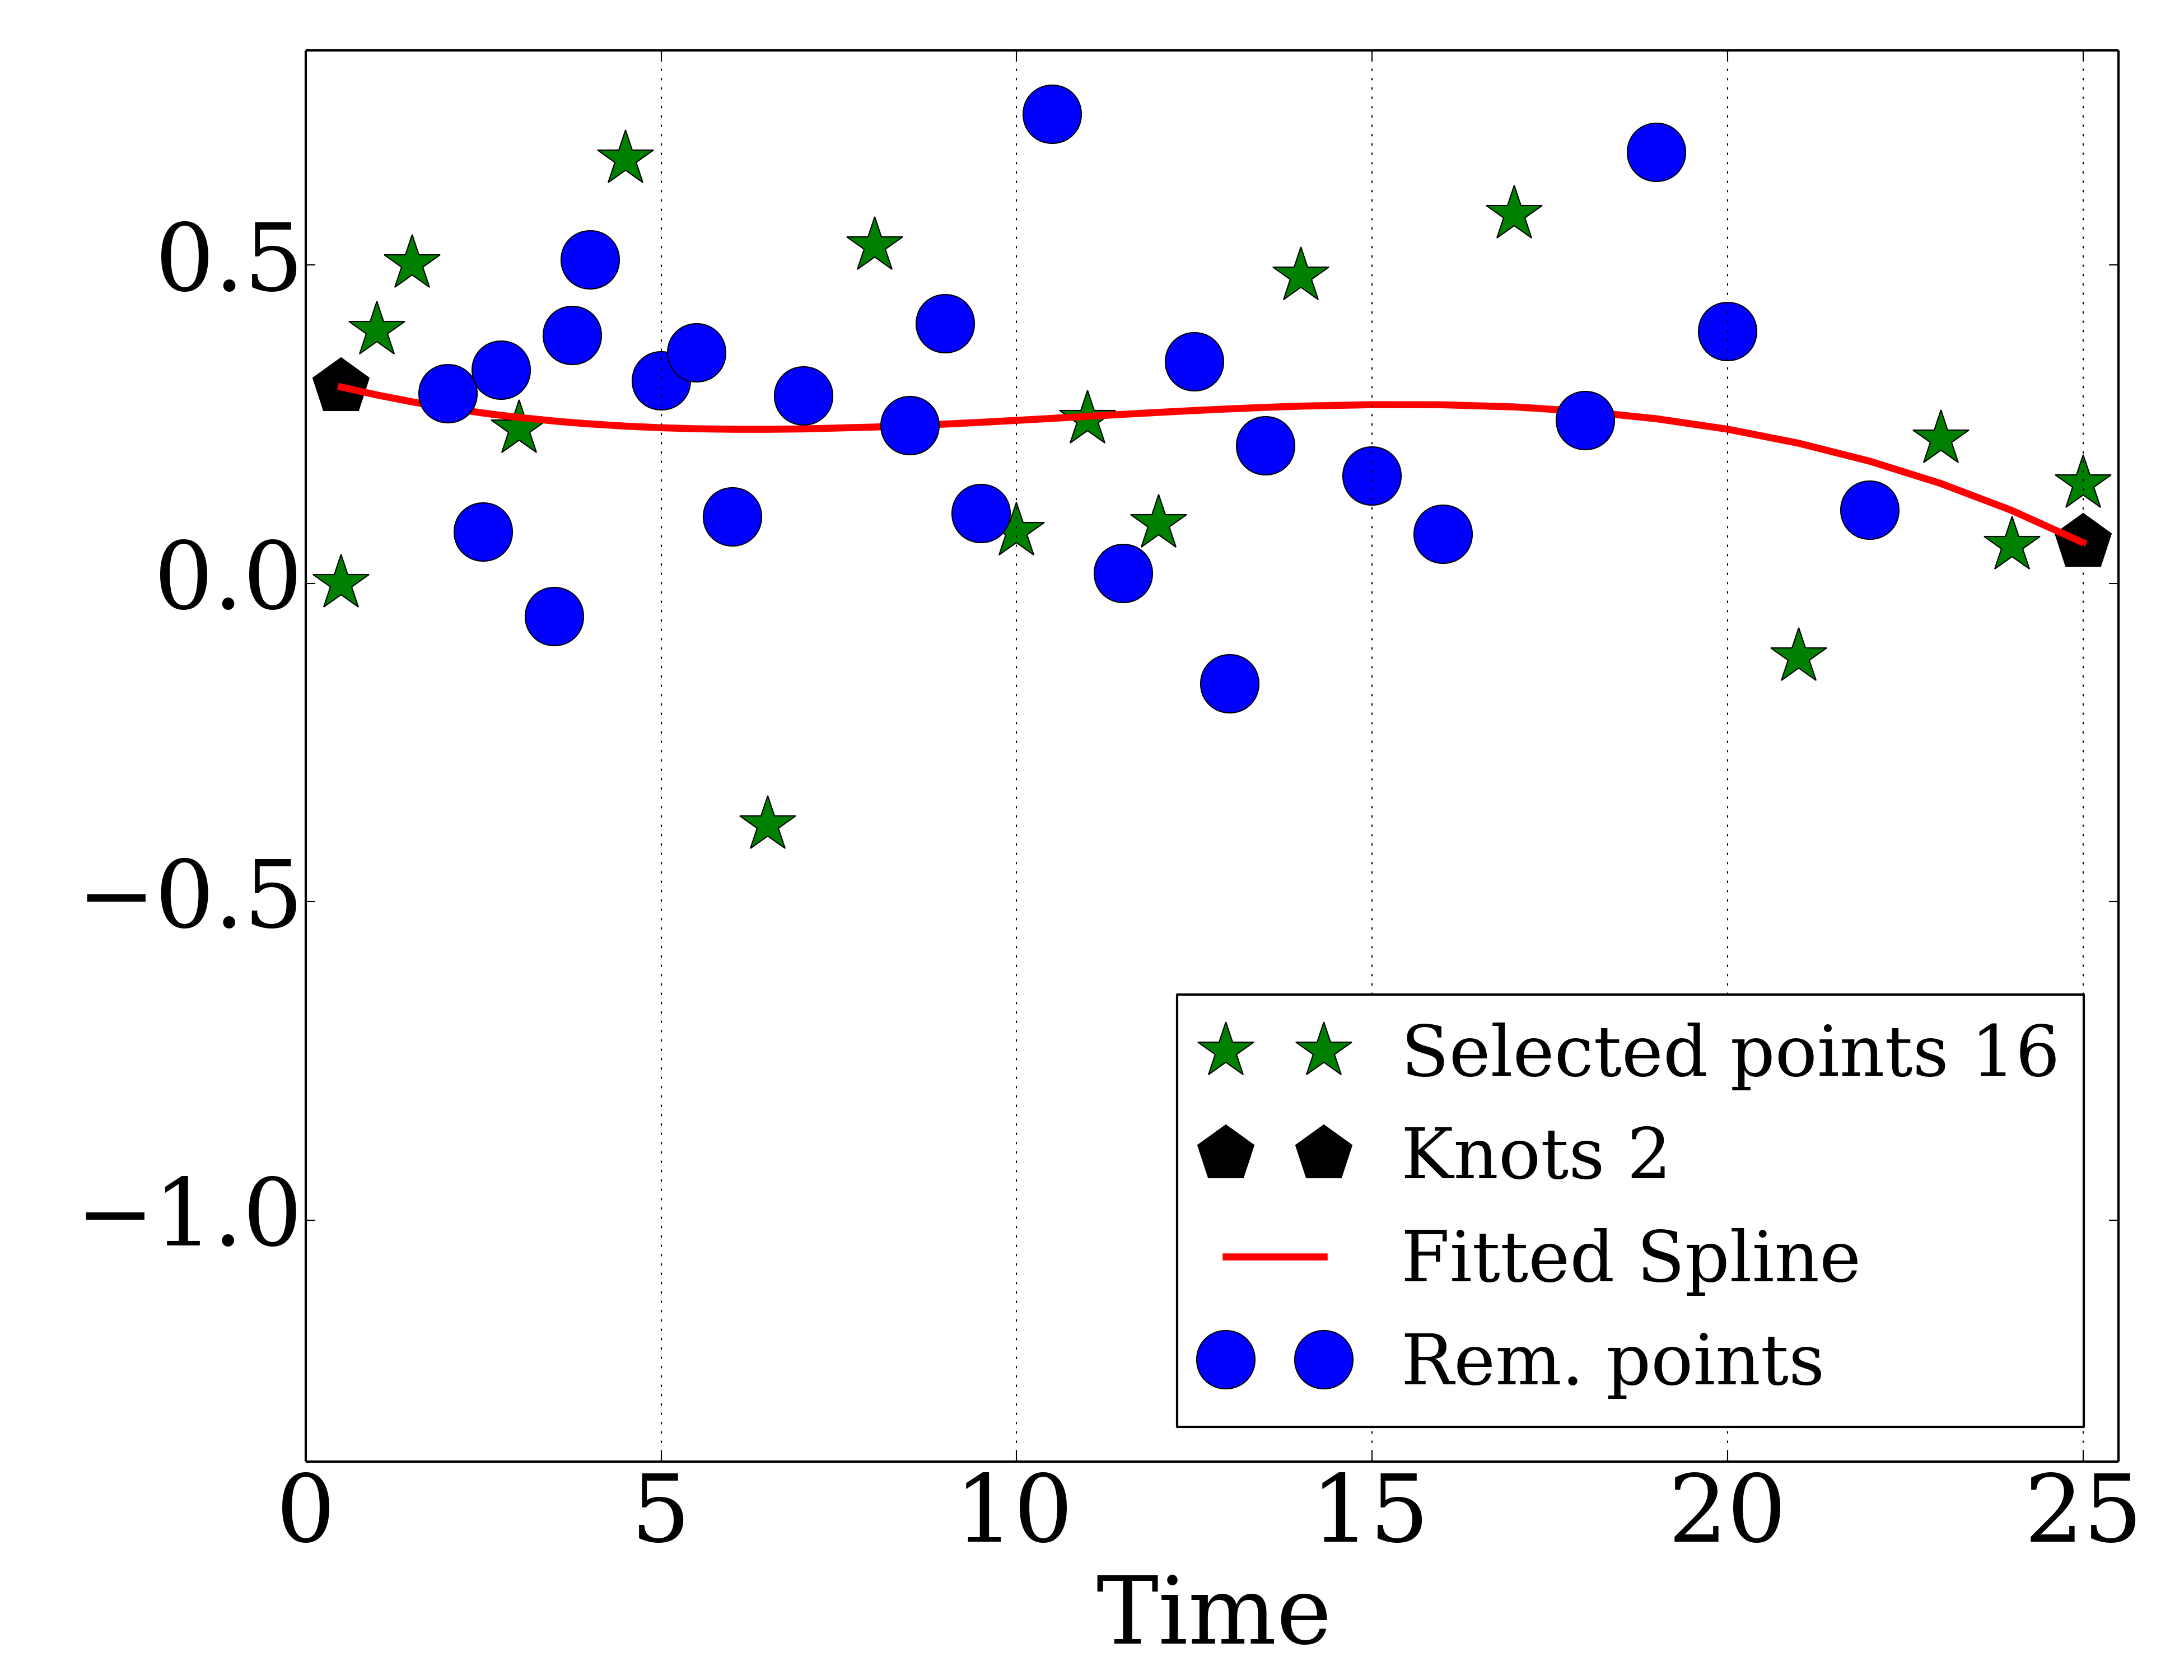 0.5
0.0
−0.5
−1.0
Selected points 16
Knots 2
Fitted Spline
Rem. points
0 5 10 15 20 25
Time